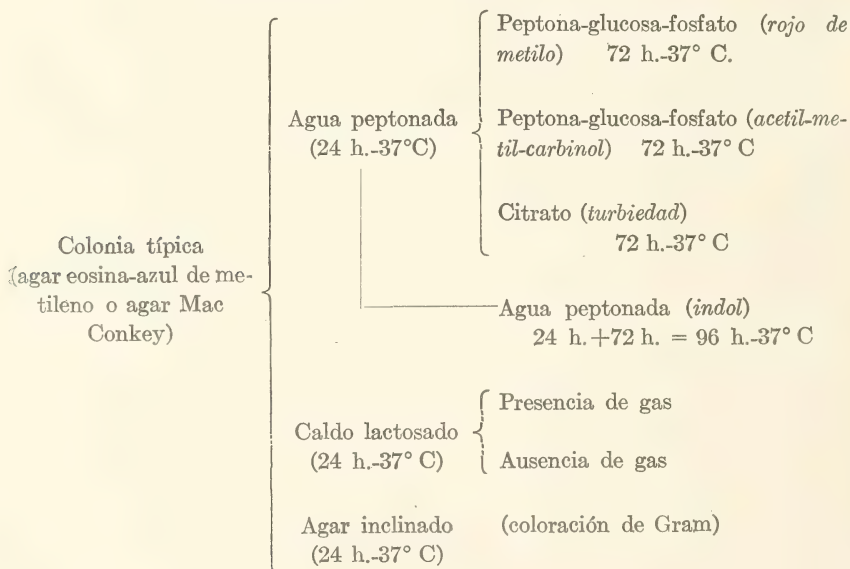 Colonia típica
(agar eosina-azul de me-
tileno o agar Mac
Conkey)
Agua peptonada
(24 h.-37°C)
Peptona-glucosa-fosfato (rojo de
metilo) 72 h.-37° C.
Peptona-glucosa-fosfato (acetil-me-
til-carbinol) 72 h.-37° C
Citrato (turbiedad)
72 h.-37° C
Agua peptonada (indol)
24 h.+72 h. = 96 h.-37° C
Caldo lactosado
(24 h.-37° C)
Presencia de gas
Ausencia de gas
Agar inclinado (coloración de Gram)
(24 h.-37° C)